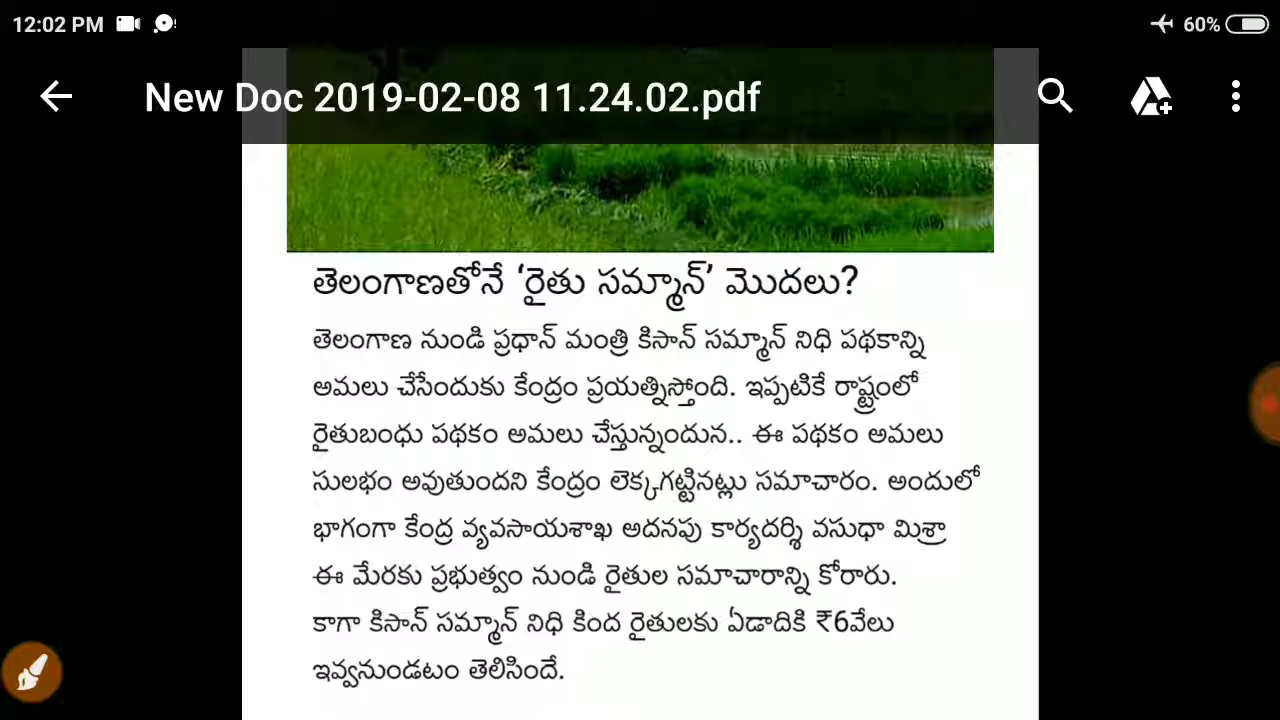 12:02 PM
60%
New Doc 2019-02-08 11.24.02.pdf
తెలంగాణతోనే ‘రైతు సమ్మాన్’ మొదలు?
తెలంగాణ నుండి ప్రధాన్ మంత్రి కిసాన్ సమ్మాన్ నిధి పథకాన్ని
అమలు చేసేందుకు కేంద్రం ప్రయత్నిస్తోంది. ఇప్పటికే రాష్ట్రంలో
రైతుబంధు పథకం అమలు చేస్తున్నందున.. ఈ పథకం అమలు
సులభం అవుతుందని కేంద్రం లెక్కగట్టినట్లు సమాచారం. అందులో
భాగంగా కేంద్ర వ్యవసాయశాఖ అదనపు కార్యదర్శి వసుధా మిశ్రా
ఈ మేరకు ప్రభుత్వం నుండి రైతుల సమాచారాన్ని కోరారు.
కాగా కిసాన్ సమ్మాన్ నిధి కింద రైతులకు ఏడాదికి ₹6వేలు
ఇవ్వనుండటం తెలిసిందే.